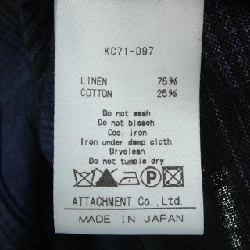 KC71-097
LINEN 75%
COTTON 25%
Do not wash
Do not bleach
Cool iron
Iron under damp cloth
Dryclean
Do not tumble dry
ATTACHMENT Co.,Ltd.
MADE IN JAPAN